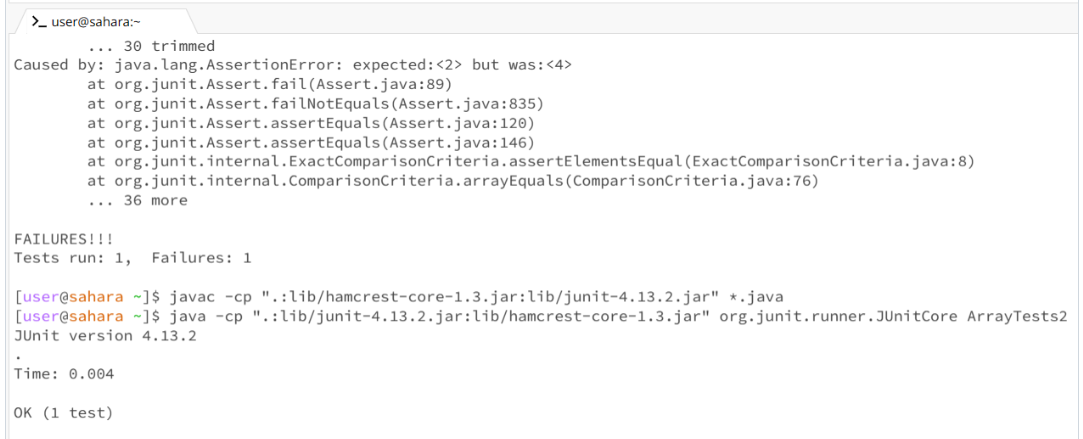 >_ user@sahara:~
... 30 trimmed
Caused by: java.lang.AssertionError: expected:<2> but was:<4>
at org.junit.Assert.fail(Assert.java:89)
at org.junit.Assert.failNotEquals(Assert.java:835)
at org.junit.Assert.assertEquals(Assert.java:120)
at org.junit.Assert.assertEquals(Assert.java:146)
at org.junit.internal.ExactComparisonCriteria.assertElementsEqual(ExactComparisonCriteria.java:8)
at org.junit.internal.ComparisonCriteria.arrayEquals(ComparisonCriteria.java:76)
... 36 more
FAILURES!!!
Tests run: 1,  Failures: 1
[user@sahara ~]$ javac -cp ".:lib/hamcrest-core-1.3.jar:lib/junit-4.13.2.jar" *.java
[user@sahara ~]$ java -cp ".:lib/junit-4.13.2.jar:lib/hamcrest-core-1.3.jar" org.junit.runner.JUnitCore ArrayTests2
JUnit version 4.13.2
.
Time: 0.004
OK (1 test)